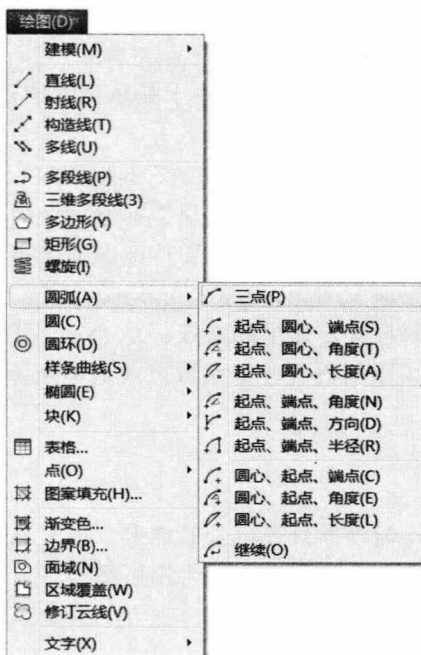 绘图(D)
建模(M)
直线(L)
射线(R)
构造线(T)
多线(U)
多段线(P)
三维多段线(3)
多边形(Y)
矩形(G)
螺旋(I)
圆弧(A)
圆(C)
圆环(D)
样条曲线(S)
椭圆(E)
块(K)
表格...
点(O)
图案填充(H)...
渐变色...
边界(B)...
面域(N)
区域覆盖(W)
修订云线(V)
文字(X)
三点(P)
起点、圆心、端点(S)
起点、圆心、角度(T)
起点、圆心、长度(A)
起点、端点、角度(N)
起点、端点、方向(D)
起点、端点、半径(R)
圆心、起点、端点(C)
圆心、起点、角度(E)
圆心、起点、长度(L)
继续(O)